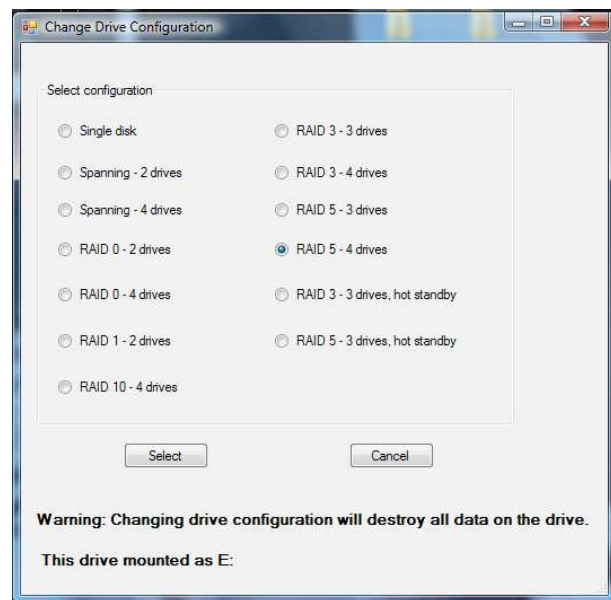 Change Drive Configuration
Select configuration
Single disk
Spanning - 2 drives
Spanning - 4 drives
RAID 0 - 2 drives
RAID 0 - 4 drives
RAID 1 - 2 drives
RAID 10 - 4 drives
RAID 3 - 3 drives
RAID 3 - 4 drives
RAID 5 - 3 drives
RAID 5 - 4 drives
RAID 3 - 3 drives, hot standby
RAID 5 - 3 drives, hot standby
Select
Cancel
Warning: Changing drive configuration will destroy all data on the drive.
This drive mounted as E: